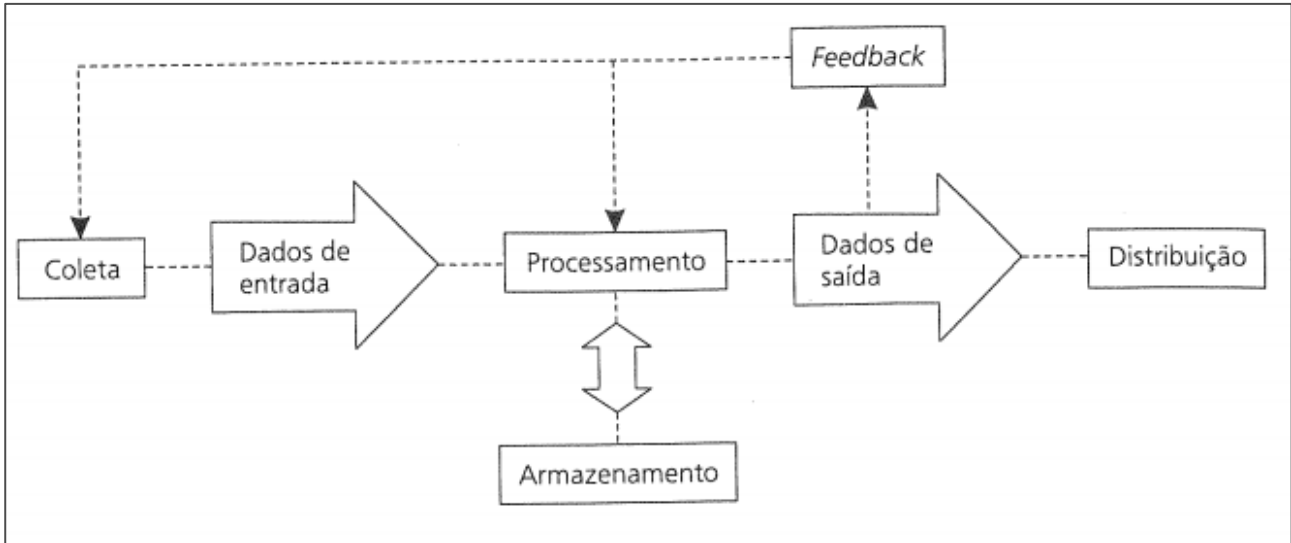 Feedback
Coleta
Dados de
entrada
Processamento
Dados de
saída
Distribuição
Armazenamento